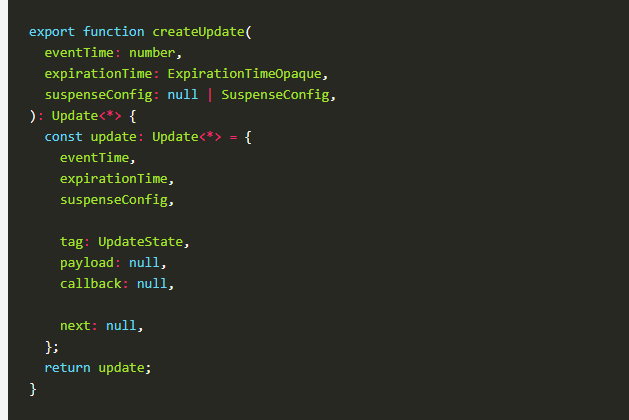 export function createUpdate(
eventTime: number,
expirationTime: ExpirationTimeOpaque,
suspenseConfig: null | SuspenseConfig,
): Update<*> {
const update: Update<*> = {
eventTime,
expirationTime,
suspenseConfig,
tag: UpdateState,
payload: null,
callback: null,
next: null,
};
return update;
}